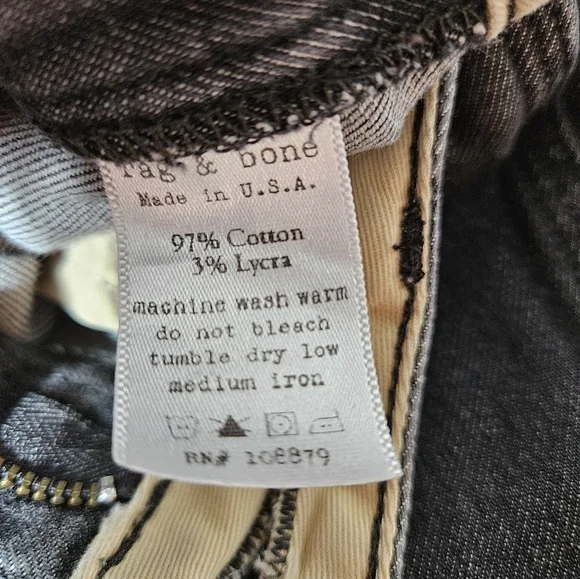 rag & bone
Made in U.S.A.
97% Cotton
3% Lycra
machine wash warm
do not bleach
tumble dry low
medium iron
RN# 108879